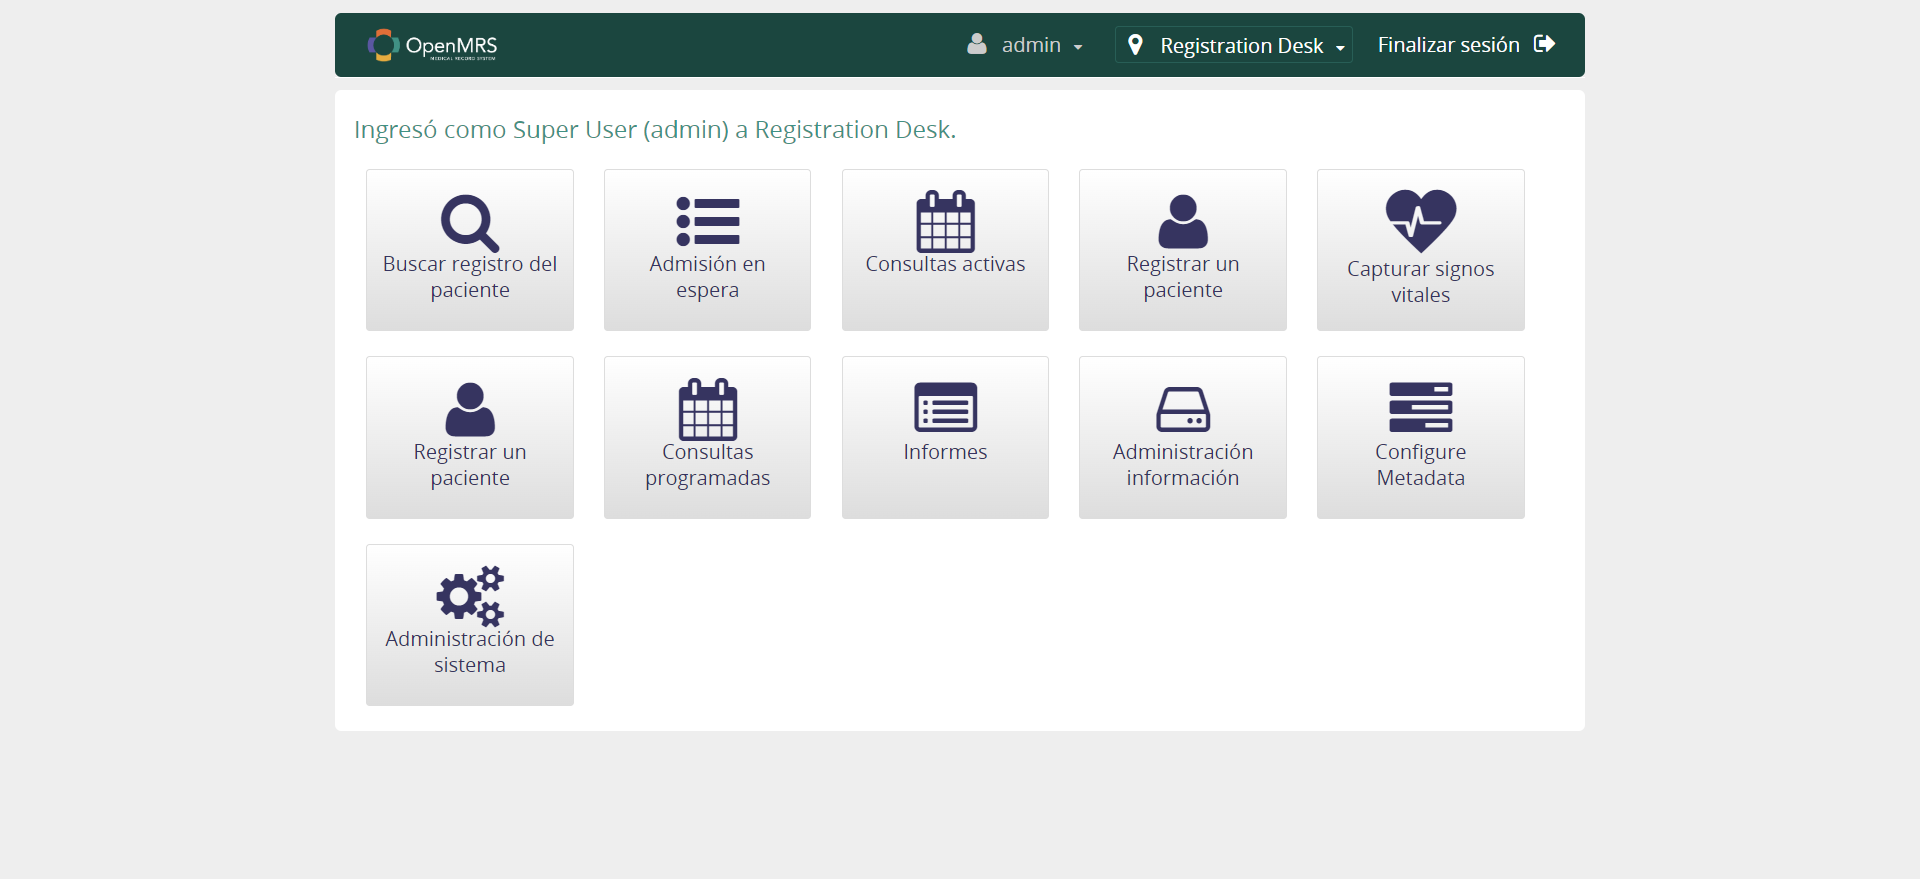 OpenMRS
MEDICAL RECORD SYSTEM
admin
Registration Desk
Finalizar sesión
Ingresó como Super User (admin) a Registration Desk.
Buscar registro del
paciente
Admisión en
espera
Consultas activas
Registrar un
paciente
Capturar signos
vitales
Registrar un
paciente
Consultas
programadas
Informes
Administración
información
Configure
Metadata
Administración de
sistema